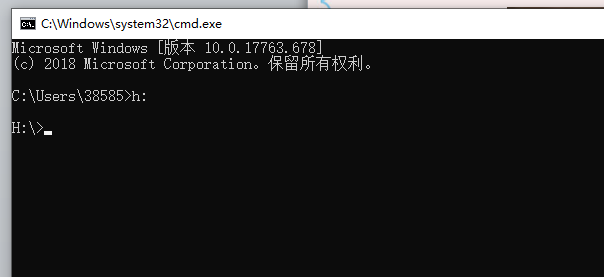 C:\Windows\system32\cmd.exe
Microsoft Windows [版本 10.0.17763.678]
(c) 2018 Microsoft Corporation。保留所有权利。
C:\Users\38585>h:
H:\>